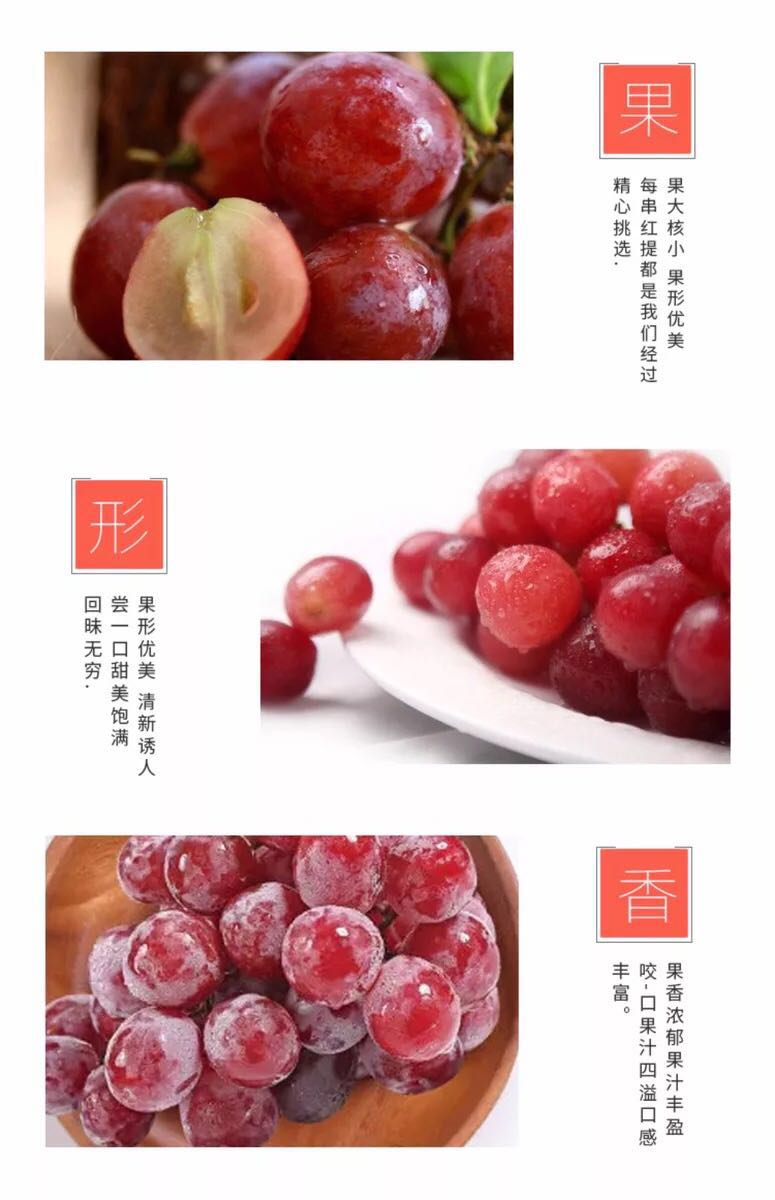 果
果大核小 果形优美
每串红提都是我们经过
精心挑选.
形
果形优美 清新诱人
尝一口甜美饱满
回昧无穷.
香
果香浓郁果汁丰盈
咬-口果汁四溢口感
丰富。